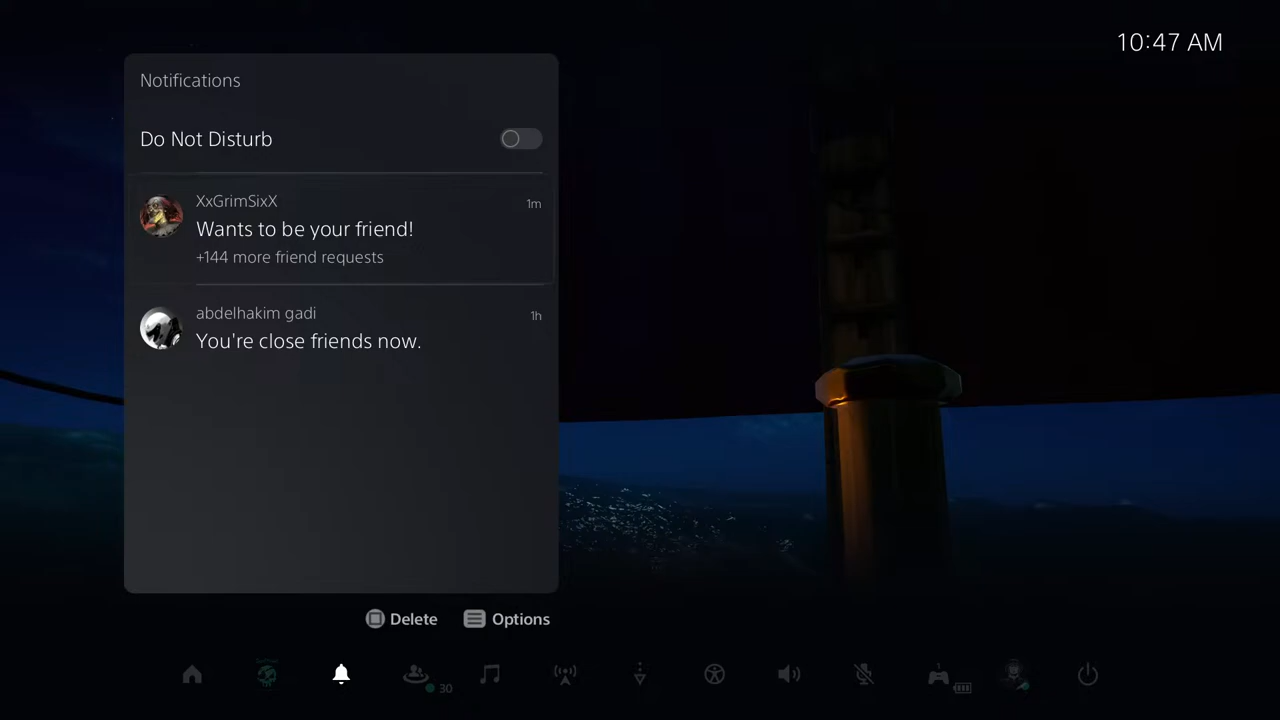 10:47 AM
Notifications
Do Not Disturb
XxGrimSixX
1m
Wants to be your friend!
+144 more friend requests
abdelhakim gadi
1h
You're close friends now.
Delete
Options
30
1